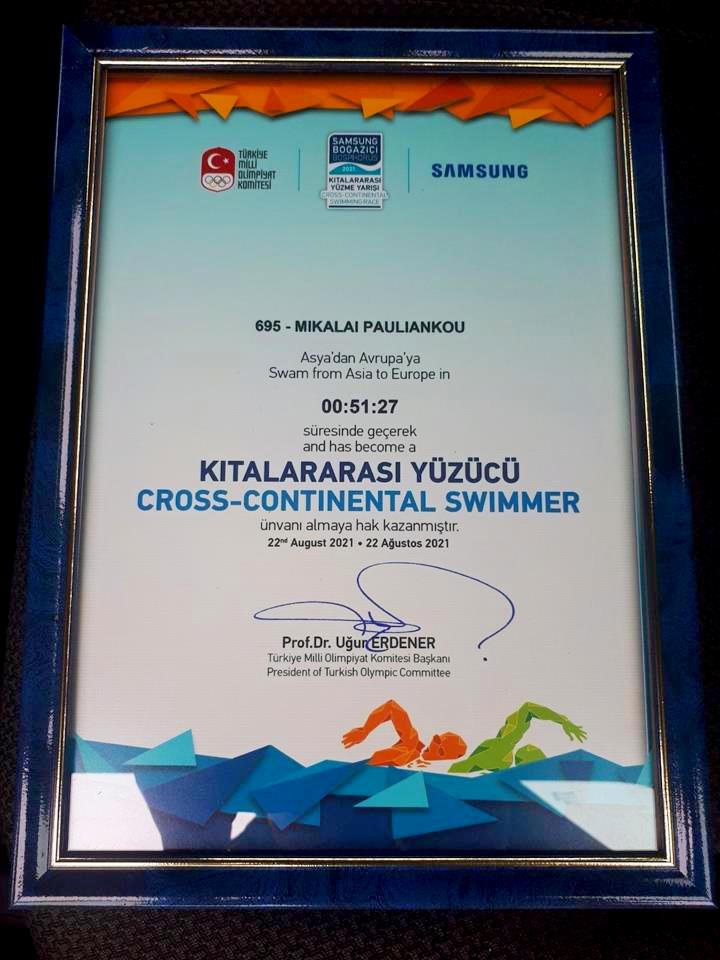 TÜRKİYE
MİLLİ
OLİMPİYAT
KOMİTESİ
SAMSUNG
BOĞAZİÇİ
BOSPHORUS
2021
KITALARARASI
YÜZME YARIŞI
CROSS-CONTINENTAL
SWIMMING RACE
SAMSUNG
695 - MIKALAI PAULIANKOU
Asya'dan Avrupa'ya
Swam from Asia to Europe in
00:51:27
süresinde geçerek
and has become a
KITALARARASI YÜZÜCÜ
CROSS-CONTINENTAL SWIMMER
ünvanı almaya hak kazanmıştır.
22nd August 2021 • 22 Ağustos 2021
Prof.Dr. Uğur ERDENER
Türkiye Milli Olimpiyat Komitesi Başkanı
President of Turkish Olympic Committee